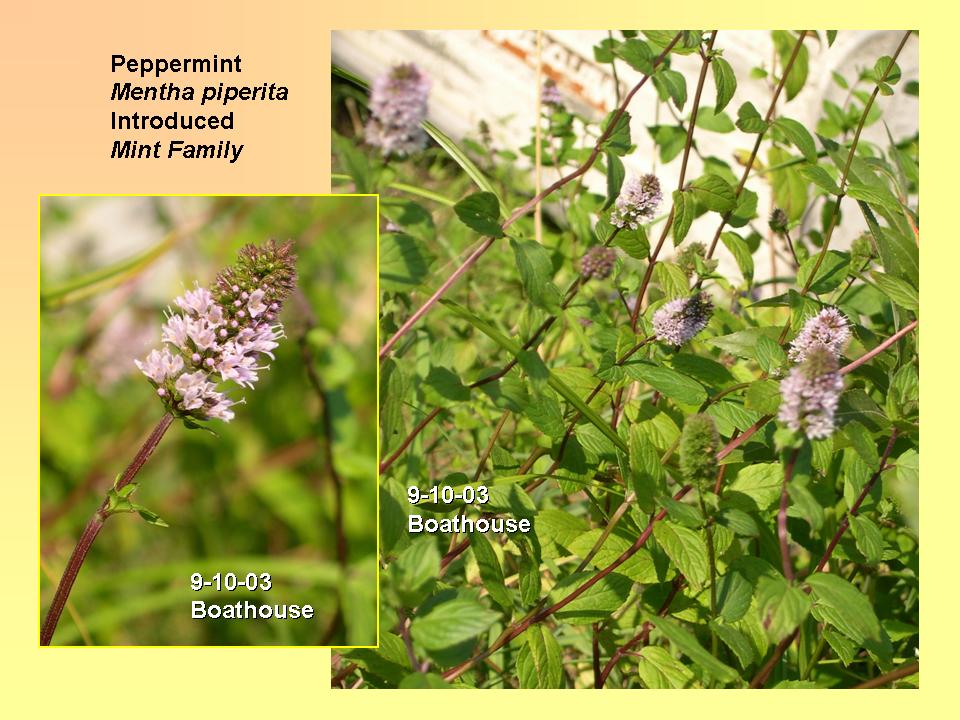 Peppermint
Mentha piperita
Introduced
Mint Family
9-10-03
Boathouse
9-10-03
Boathouse